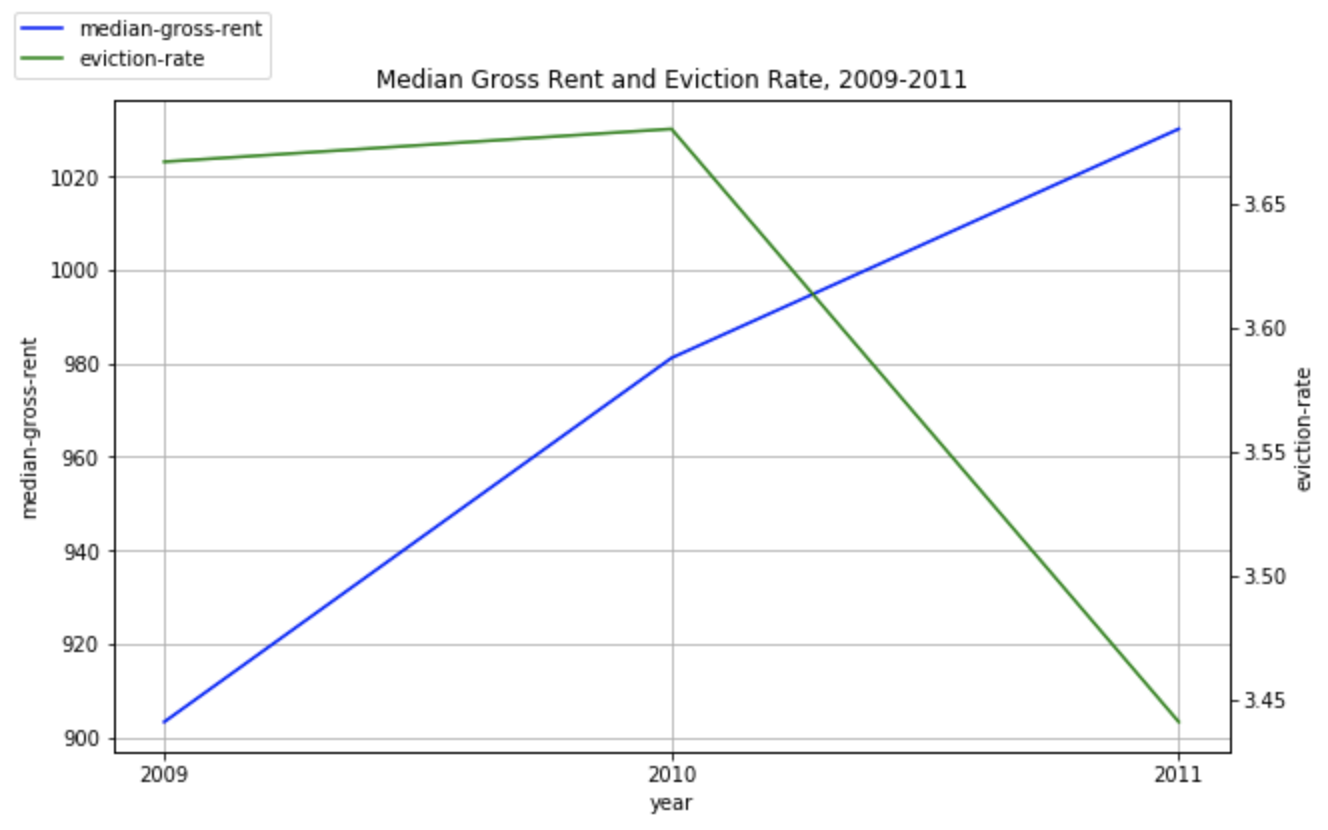 median-gross-rent
eviction-rate
Median Gross Rent and Eviction Rate, 2009-2011
1020
1000
980
960
940
920
900
median-gross-rent
3.65
3.60
3.55
3.50
3.45
eviction-rate
2009 2010 2011
year